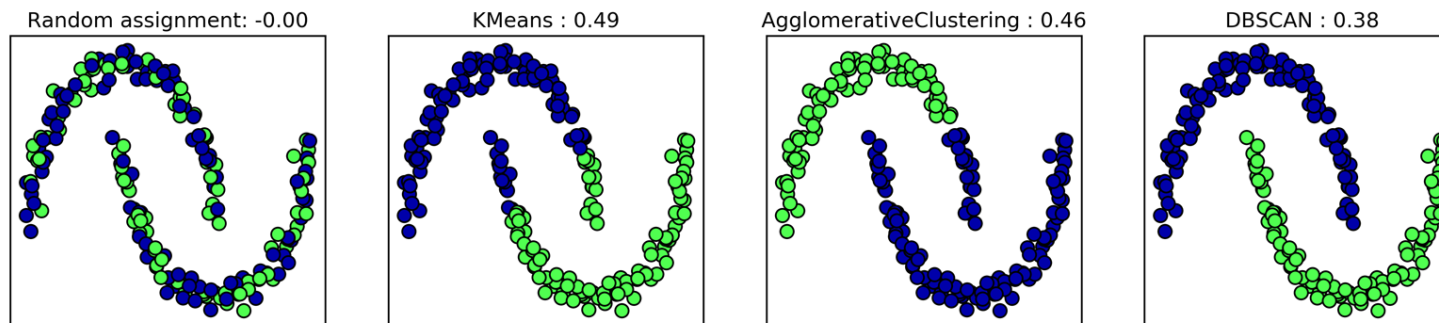 Random assignment: -0.00
KMeans : 0.49
AgglomerativeClustering : 0.46
DBSCAN : 0.38